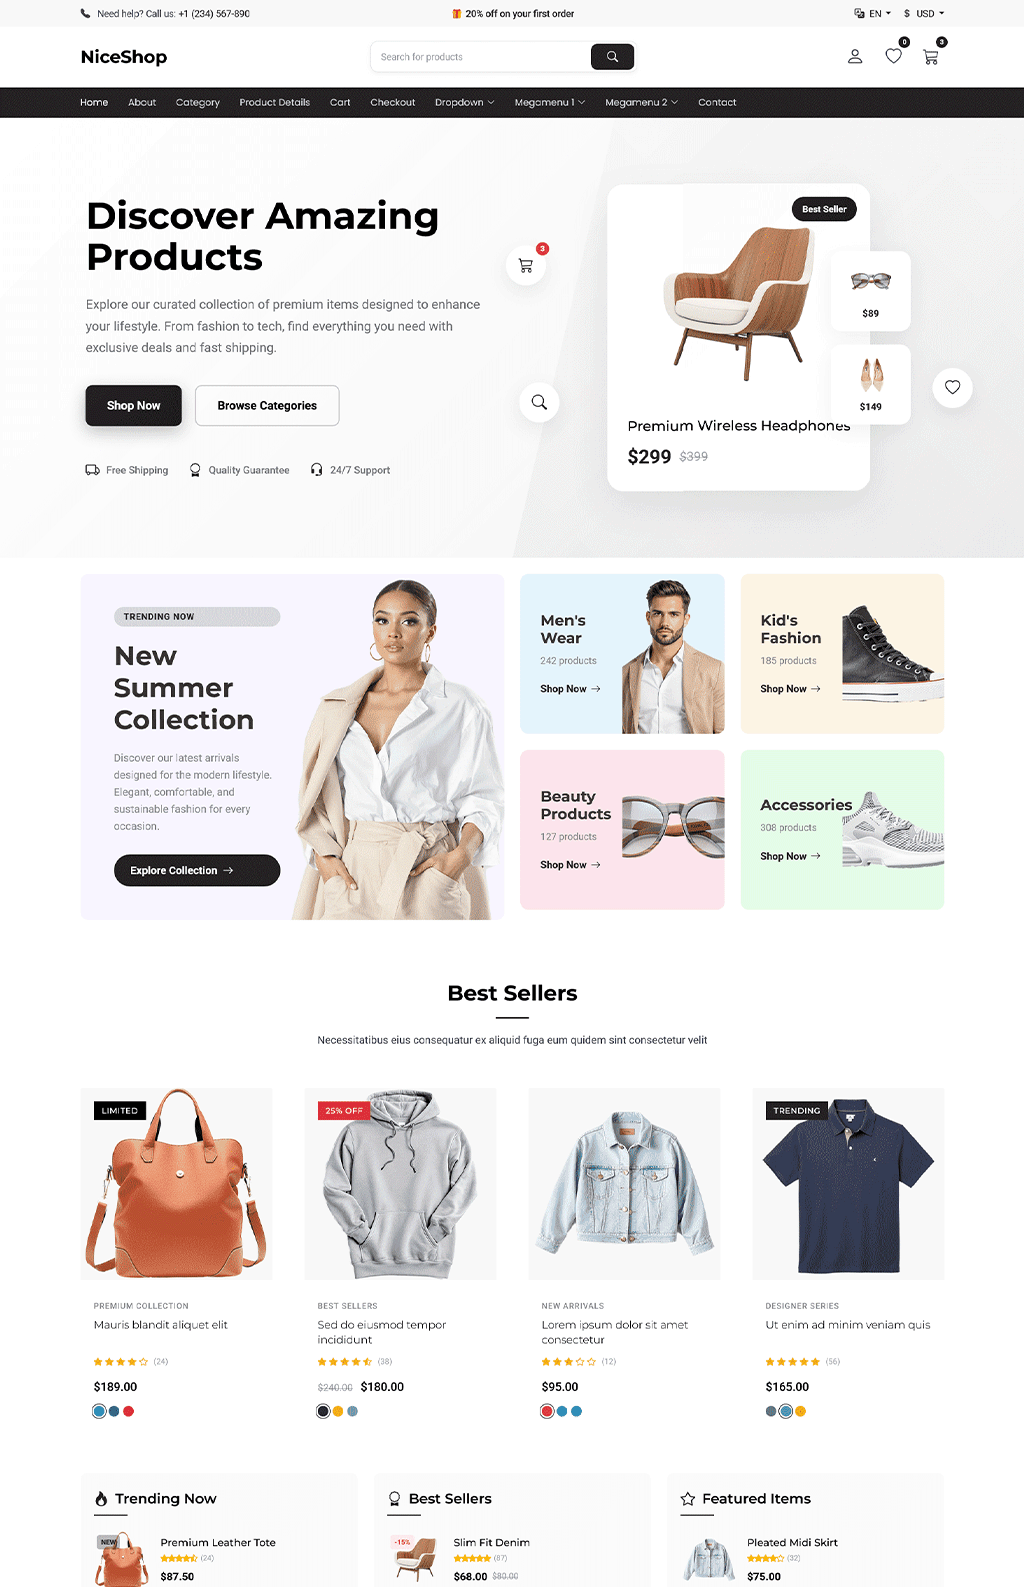 Need help? Call us: +1 (234) 567-890
20% off on your first order
EN
$ USD
NiceShop
Search for products
0
3
Home About Category Product Details Cart Checkout Dropdown Megamenu 1 Megamenu 2 Contact
Discover Amazing
Products
Explore our curated collection of premium items designed to enhance
your lifestyle. From fashion to tech, find everything you need with
exclusive deals and fast shipping.
Shop Now
Browse Categories
Free Shipping
Quality Guarantee
24/7 Support
3
Best Seller
$89
$149
Premium Wireless Headphones
$299 $399
TRENDING NOW
New
Summer
Collection
Discover our latest arrivals
designed for the modern lifestyle.
Elegant, comfortable, and
sustainable fashion for every
occasion.
Explore Collection →
Men's
Wear
242 products
Shop Now →
Kid's
Fashion
185 products
Shop Now →
Beauty
Products
127 products
Shop Now →
Accessories
308 products
Shop Now →
Best Sellers
Necessitatibus eius consequatur ex aliquid fuga eum quidem sint consectetur velit
LIMITED
PREMIUM COLLECTION
Mauris blandit aliquet elit
(24)
$189.00
25% OFF
BEST SELLERS
Sed do eiusmod tempor
incididunt
(38)
$240.00 $180.00
NEW ARRIVALS
Lorem ipsum dolor sit amet
consectetur
(12)
$95.00
TRENDING
DESIGNER SERIES
Ut enim ad minim veniam quis
(56)
$165.00
Trending Now
NEW
Premium Leather Tote
(24)
$87.50
Best Sellers
-15%
Slim Fit Denim
(87)
$68.00 $80.00
Featured Items
Pleated Midi Skirt
(32)
$75.00